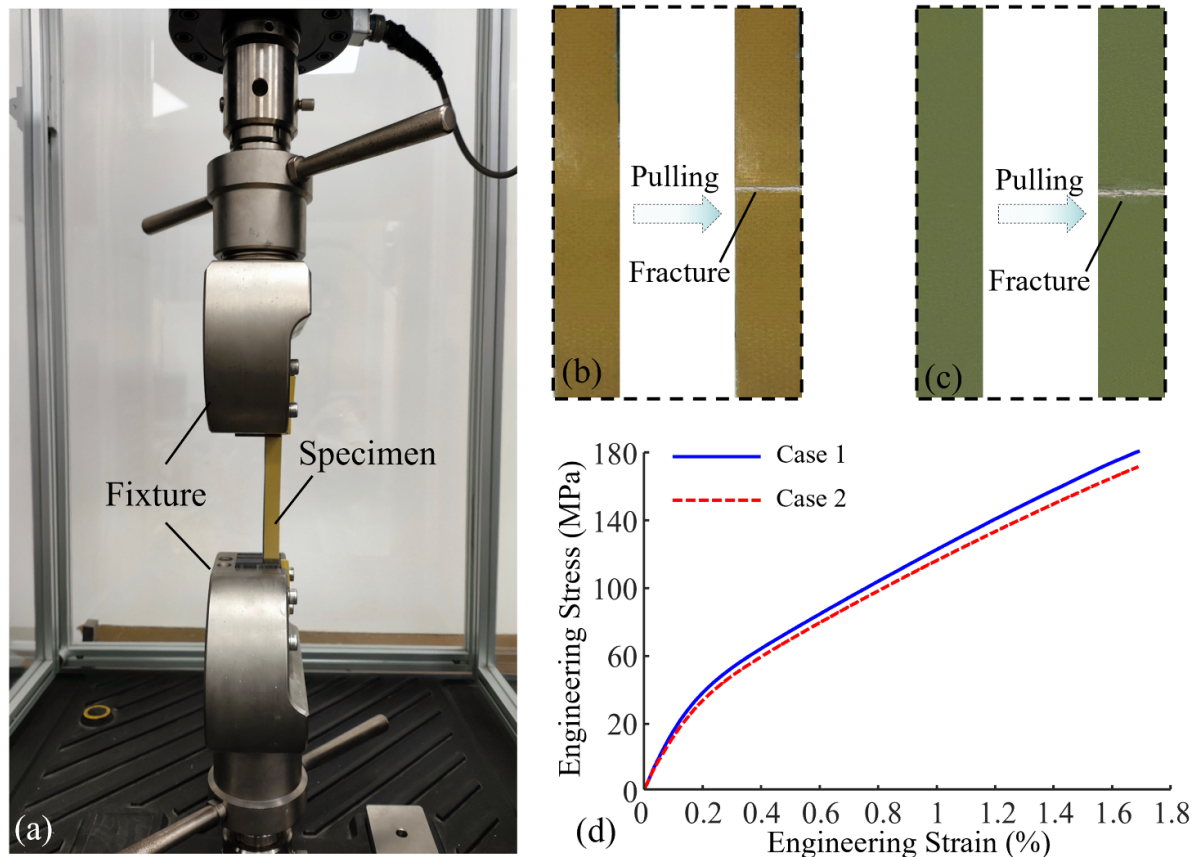 Fixture
Specimen
(a)
Pulling
Fracture
(b)
Pulling
Fracture
(c)
Engineering Stress (MPa)
180
140
100
60
20
0
Case 1
Case 2
0 0.2 0.4 0.6 0.8 1 1.2 1.4 1.6 1.8
Engineering Strain (%)
(d)